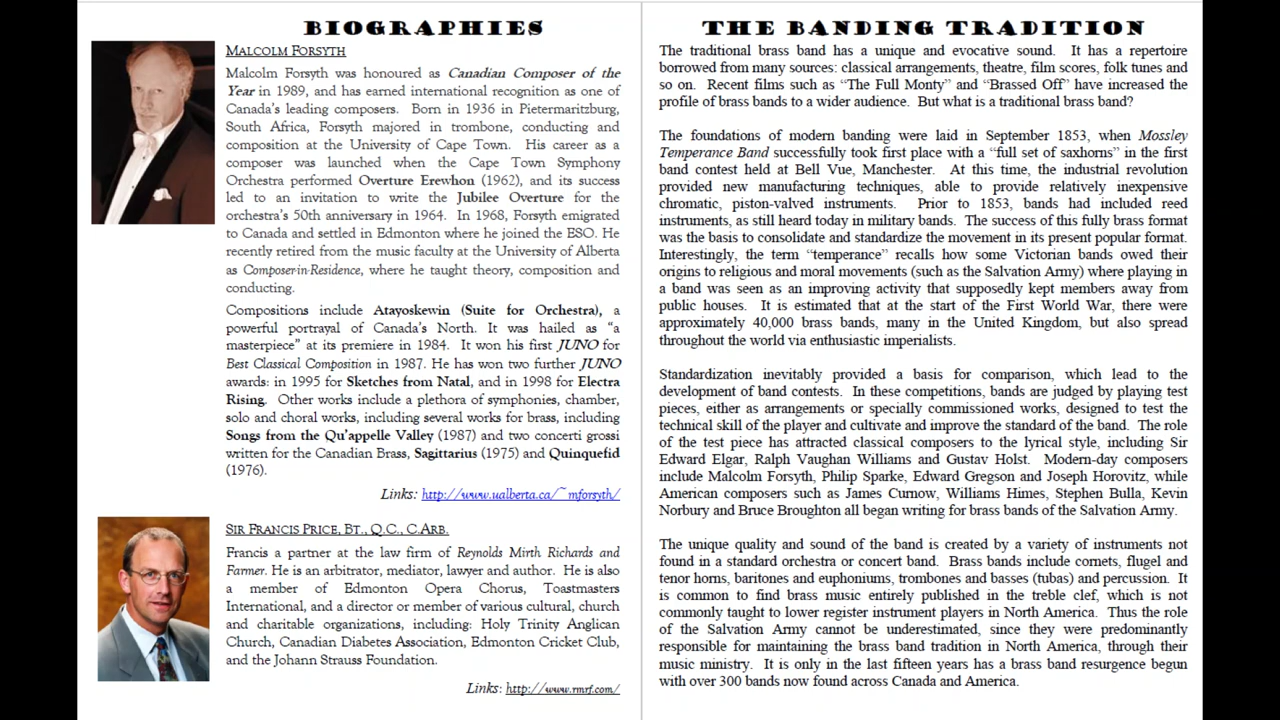 BIOGRAPHIES
MALCOLM FORSYTH
Malcolm Forsyth was honoured as Canadian Composer of the
Year in 1989, and has earned international recognition as one of
Canada's leading composers. Born in 1936 in Pietermaritzburg,
South Africa, Forsyth majored in trombone, conducting and
composition at the University of Cape Town. His career as a
composer was launched when the Cape Town Symphony
Orchestra performed Overture Erewhon (1962), and its success
led to an invitation to write the Jubilee Overture for the
orchestra's 50th anniversary in 1964. In 1968, Forsyth emigrated
to Canada and settled in Edmonton where he joined the ESO. He
recently retired from the music faculty at the University of Alberta
as Composer-in-Residence, where he taught theory, composition and
conducting.
Compositions include Atayoskewin (Suite for Orchestra), a
powerful portrayal of Canada's North. It was hailed as "a
masterpiece" at its premiere in 1984. It won his first JUNO for
Best Classical Composition in 1987. He has won two further JUNO
awards: in 1995 for Sketches from Natal, and in 1998 for Electra
Rising. Other works include a plethora of symphonies, chamber,
solo and choral works, including several works for brass, including
Songs from the Qu'appelle Valley (1987) and two concerti grossi
written for the Canadian Brass, Sagittarius (1975) and Quinquefid
(1976).
Links: http://www.ualberta.ca/~mforsyth/
SIR FRANCIS PRICE, BT., Q.C., C.ARB.
Francis a partner at the law firm of Reynolds Mirth Richards and
Farmer. He is an arbitrator, mediator, lawyer and author. He is also
a member of Edmonton Opera Chorus, Toastmasters
International, and a director or member of various cultural, church
and charitable organizations, including: Holy Trinity Anglican
Church, Canadian Diabetes Association, Edmonton Cricket Club,
and the Johann Strauss Foundation.
Links: http://www.rmrf.com/
THE BANDING TRADITION
The traditional brass band has a unique and evocative sound. It has a repertoire
borrowed from many sources: classical arrangements, theatre, film scores, folk tunes and
so on. Recent films such as "The Full Monty" and "Brassed Off" have increased the
profile of brass bands to a wider audience. But what is a traditional brass band?
The foundations of modern banding were laid in September 1853, when Mossley
Temperance Band successfully took first place with a "full set of saxhorns" in the first
band contest held at Bell Vue, Manchester. At this time, the industrial revolution
provided new manufacturing techniques, able to provide relatively inexpensive
chromatic, piston-valved instruments. Prior to 1853, bands had included reed
instruments, as still heard today in military bands. The success of this fully brass format
was the basis to consolidate and standardize the movement in its present popular format.
Interestingly, the term "temperance" recalls how some Victorian bands owed their
origins to religious and moral movements (such as the Salvation Army) where playing in
a band was seen as an improving activity that supposedly kept members away from
public houses. It is estimated that at the start of the First World War, there were
approximately 40,000 brass bands, many in the United Kingdom, but also spread
throughout the world via enthusiastic imperialists.
Standardization inevitably provided a basis for comparison, which lead to the
development of band contests. In these competitions, bands are judged by playing test
pieces, either as arrangements or specially commissioned works, designed to test the
technical skill of the player and cultivate and improve the standard of the band. The role
of the test piece has attracted classical composers to the lyrical style, including Sir
Edward Elgar, Ralph Vaughan Williams and Gustav Holst. Modern-day composers
include Malcolm Forsyth, Philip Sparke, Edward Gregson and Joseph Horovitz, while
American composers such as James Curnow, Williams Himes, Stephen Bulla, Kevin
Norbury and Bruce Broughton all began writing for brass bands of the Salvation Army.
The unique quality and sound of the band is created by a variety of instruments not
found in a standard orchestra or concert band. Brass bands include cornets, flugel and
tenor horns, baritones and euphoniums, trombones and basses (tubas) and percussion. It
is common to find brass music entirely published in the treble clef, which is not
commonly taught to lower register instrument players in North America. Thus the role
of the Salvation Army cannot be underestimated, since they were predominantly
responsible for maintaining the brass band tradition in North America, through their
music ministry. It is only in the last fifteen years has a brass band resurgence begun
with over 300 bands now found across Canada and America.